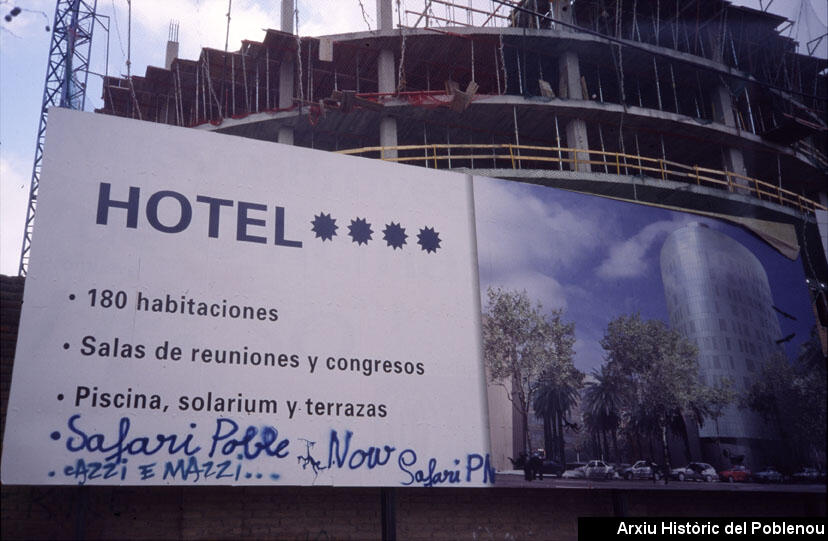 HOTEL ****
• 180 habitaciones
• Salas de reuniones y congresos
• Piscina, solarium y terrazas
• Safari Poble Now Safari PN
. CAZZI E MAZZI...
Arxiu Històric del Poblenou